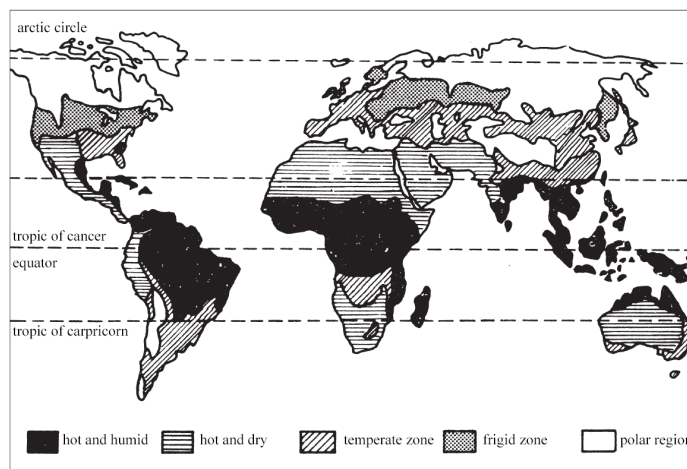 arctic circle
tropic of cancer
equator
tropic of carpricorn
hot and humid hot and dry temperate zone frigid zone polar region